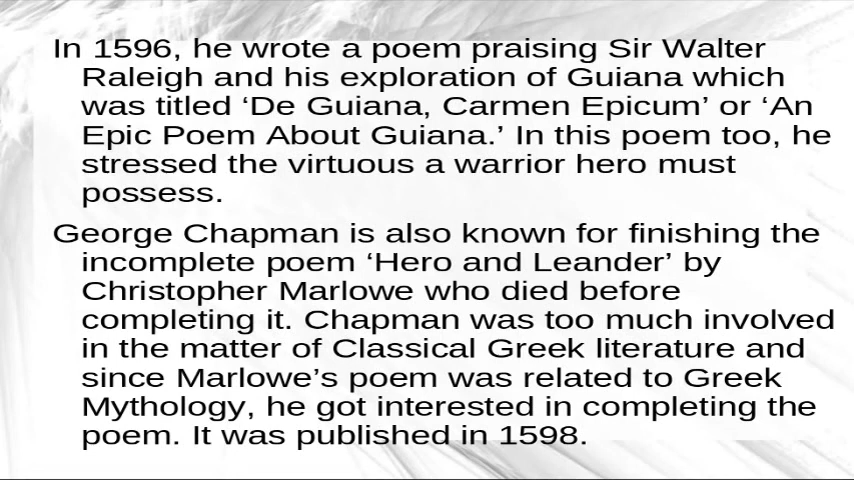 In 1596, he wrote a poem praising Sir Walter
Raleigh and his exploration of Guiana which
was titled ‘De Guiana, Carmen Epicum’ or ‘An
Epic Poem About Guiana.’ In this poem too, he
stressed the virtuous a warrior hero must
possess.
George Chapman is also known for finishing the
incomplete poem ‘Hero and Leander’ by
Christopher Marlowe who died before
completing it. Chapman was too much involved
in the matter of Classical Greek literature and
since Marlowe’s poem was related to Greek
Mythology, he got interested in completing the
poem. It was published in 1598.